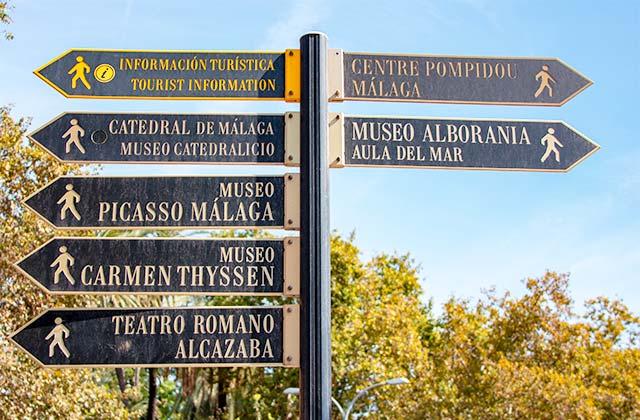 INFORMACIÓN TURÍSTICA
TOURIST INFORMATION
CATEDRAL DE MÁLAGA
MUSEO CATEDRALICIO
MUSEO
PICASSO MÁLAGA
MUSEO
CARMEN THYSSEN
TEATRO ROMANO
ALCAZABA
CENTRE POMPIDOU
MÁLAGA
MUSEO ALBORANIA
AULA DEL MAR